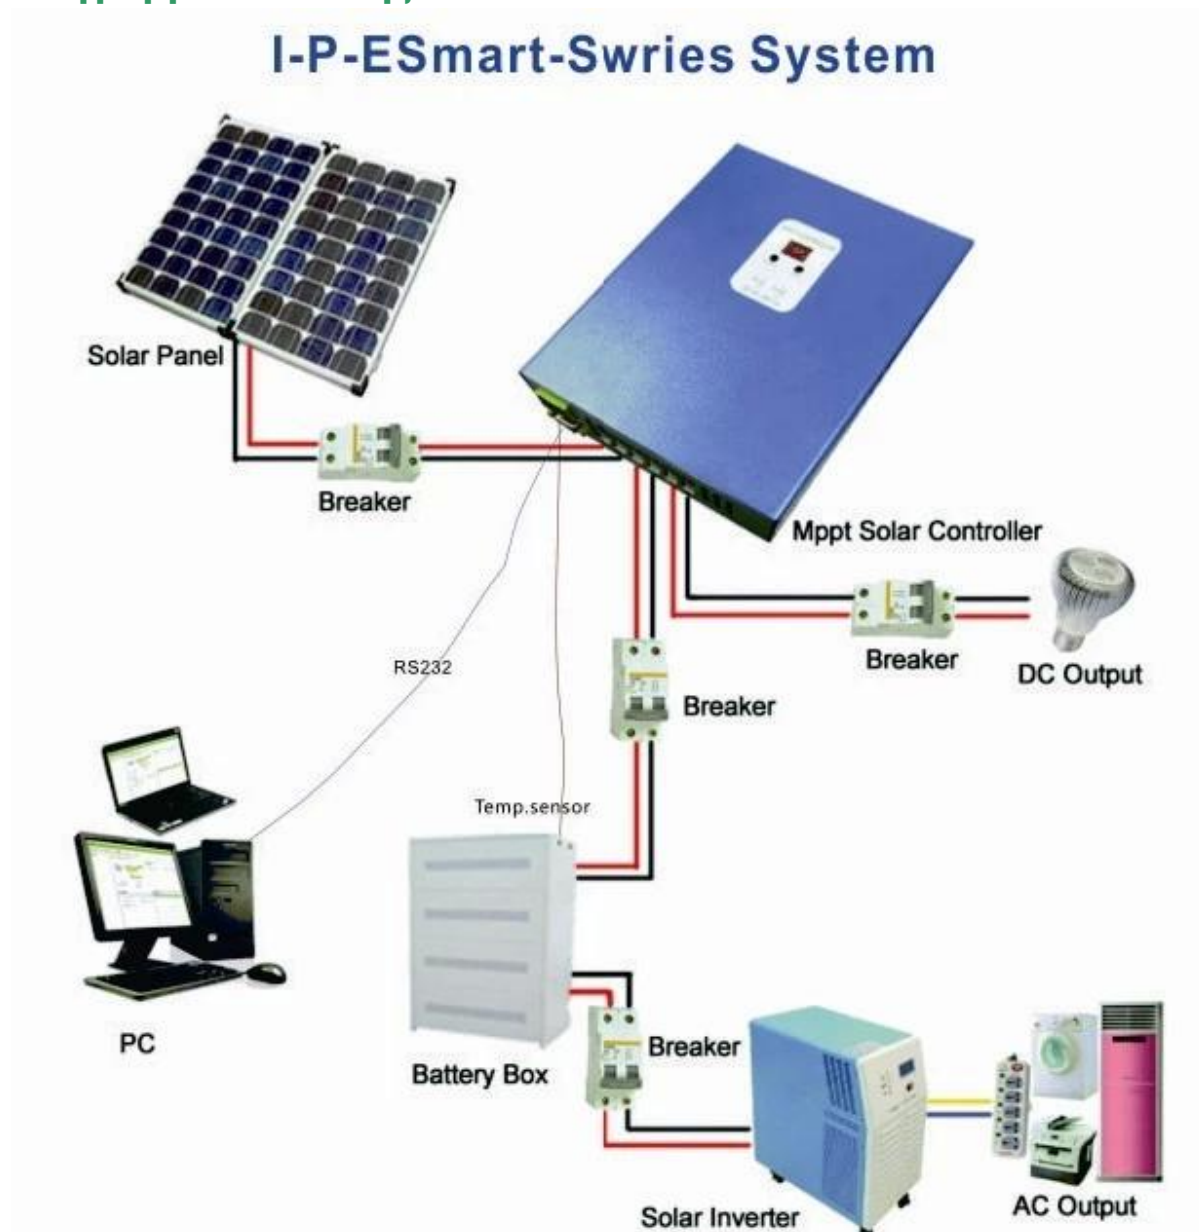 I-P-ESmart-Swries System
Solar Panel
Breaker
Mppt Solar Controller
Breaker
DC Output
RS232
Breaker
Temp.sensor
PC
Battery Box
Breaker
Solar Inverter
AC Output